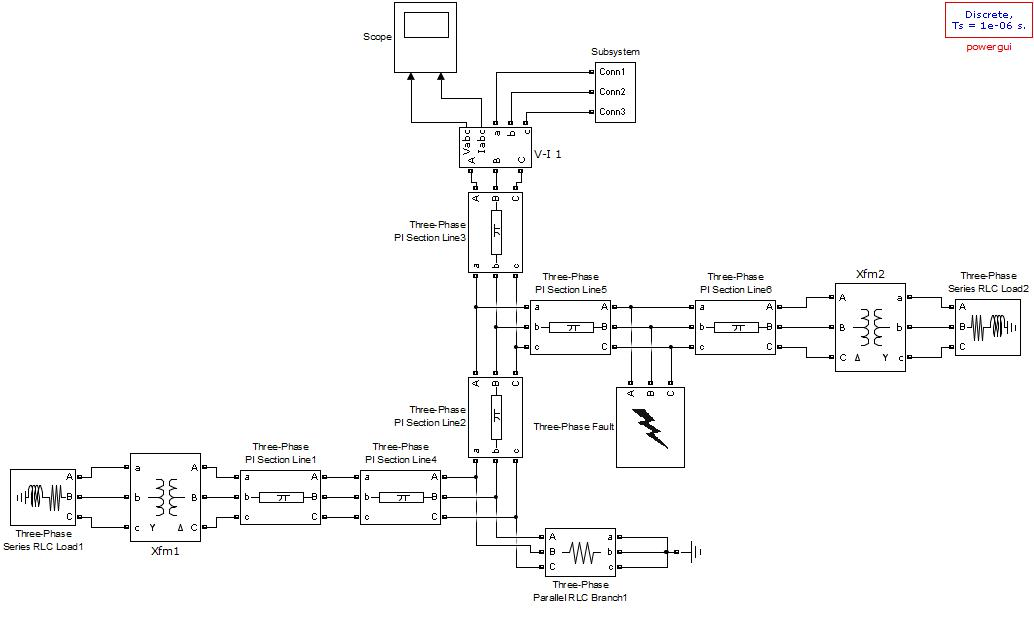 Discrete,
Ts = 1e-06 s.
powergui
Scope
Subsystem
Conn1
Conn2
Conn3
Vabc
Iabc
a
b
c
A
B
C
V-I 1
A
B
C
Three-Phase
PI Section Line3
a
b
c
Three-Phase
PI Section Line5
a A
b B
c C
Three-Phase
PI Section Line6
a A
b B
c C
Xfm2
A a
B b
C Δ Y c
Three-Phase
Series RLC Load2
A
B
C
A
B
C
Three-Phase
PI Section Line2
a
b
c
A
B
C
Three-Phase Fault
Three-Phase
PI Section Line1
a A
b B
c C
Three-Phase
PI Section Line4
a A
b B
c C
A
B
C
Three-Phase
Series RLC Load1
a A
b B
c Y Δ C
Xfm1
A a
B b
C c
Three-Phase
Parallel RLC Branch1